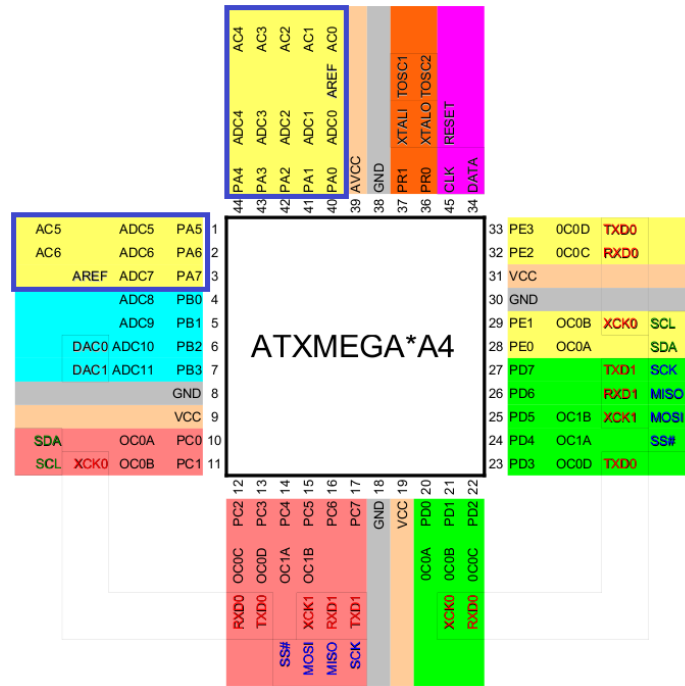 44 PA4 ADC4 AC4
43 PA3 ADC3 AC3
42 PA2 ADC2 AC2
41 PA1 ADC1 AC1
40 PA0 ADC0 AREF AC0
39 AVCC
38 GND
37 PR1 XTALI TOSC1
36 PR0 XTALO TOSC2
45 CLK RESET
34 DATA
AC5 ADC5 PA5 1
AC6 ADC6 PA6 2
AREF ADC7 PA7 3
ADC8 PB0 4
ADC9 PB1 5
DAC0 ADC10 PB2 6
DAC1 ADC11 PB3 7
GND 8
VCC 9
SDA OC0A PC0 10
SCL XCK0 OC0B PC1 11
ATXMEGA*A4
33 PE3 0C0D TXD0
32 PE2 0C0C RXD0
31 VCC
30 GND
29 PE1 OC0B XCK0 SCL
28 PE0 OC0A SDA
27 PD7 TXD1 SCK
26 PD6 RXD1 MISO
25 PD5 OC1B XCK1 MOSI
24 PD4 OC1A SS#
23 PD3 OC0D TXD0
RXD0 OC0C PC2 12
TXD0 OC0D PC3 13
SS# OC1A PC4 14
MOSI XCK1 OC1B PC5 15
MISO RXD1 PC6 16
SCK TXD1 PC7 17
GND 18
VCC 19
0C0A PD0 20
XCK0 0C0B PD1 21
RXD0 0C0C PD2 22